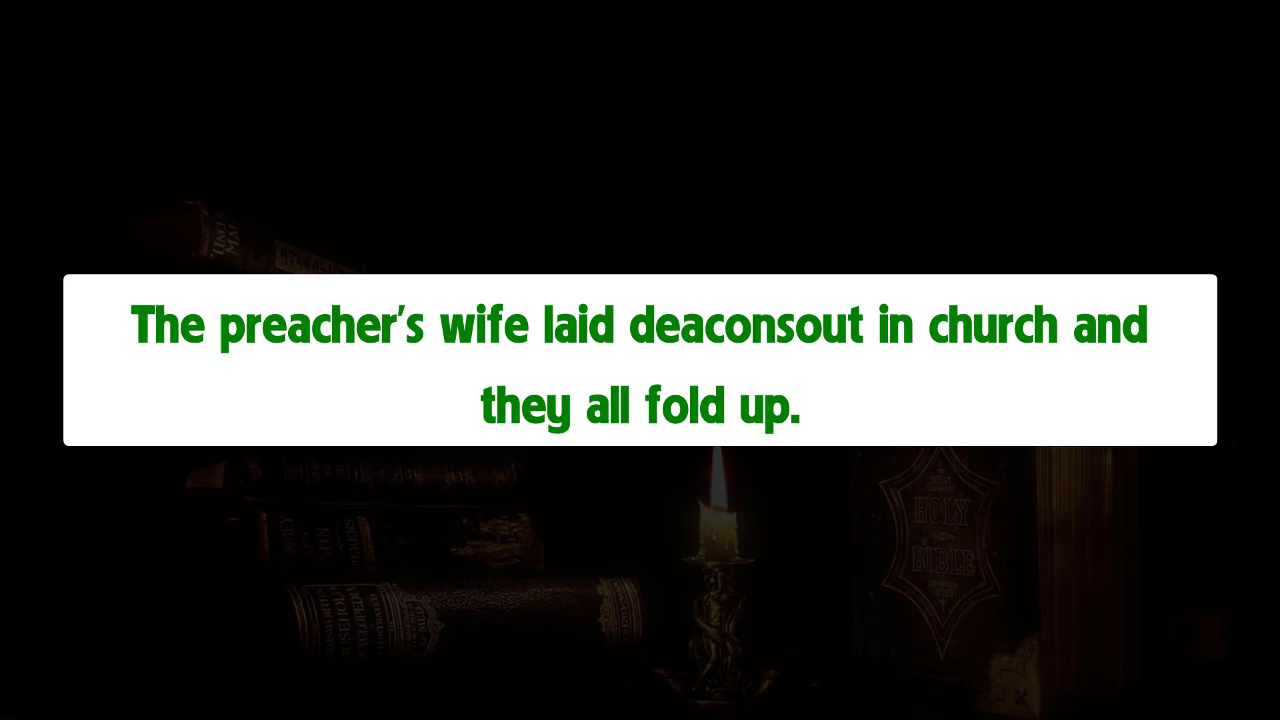 The preacher's wife laid deaconsout in church and
they all fold up.
HOLY
BIBLE